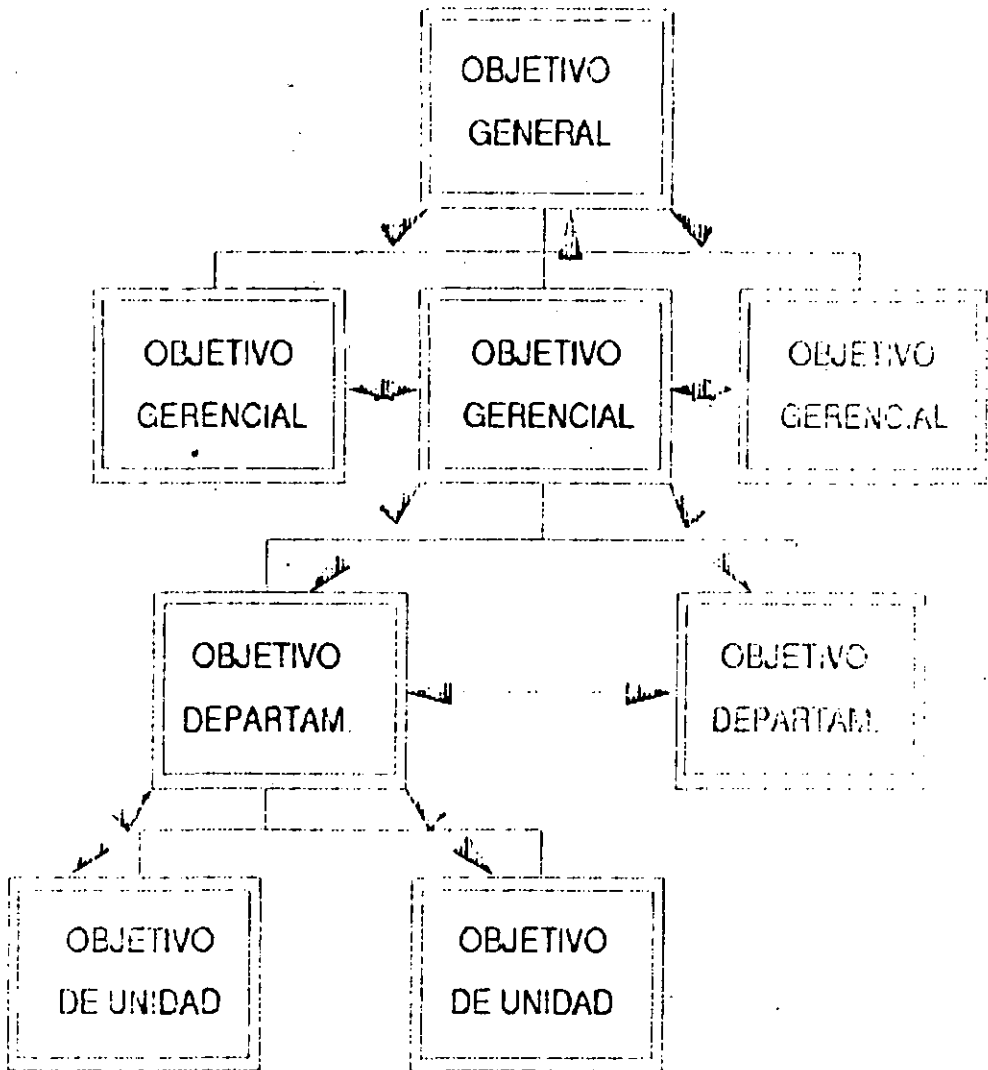 OBJETIVO
GENERAL
OBJETIVO
GERENCIAL
OBJETIVO
GERENCIAL
OBJETIVO
GERENCIAL
OBJETIVO
DEPARTAM.
OBJETIVO
DEPARTAM.
OBJETIVO
DE UNIDAD
OBJETIVO
DE UNIDAD